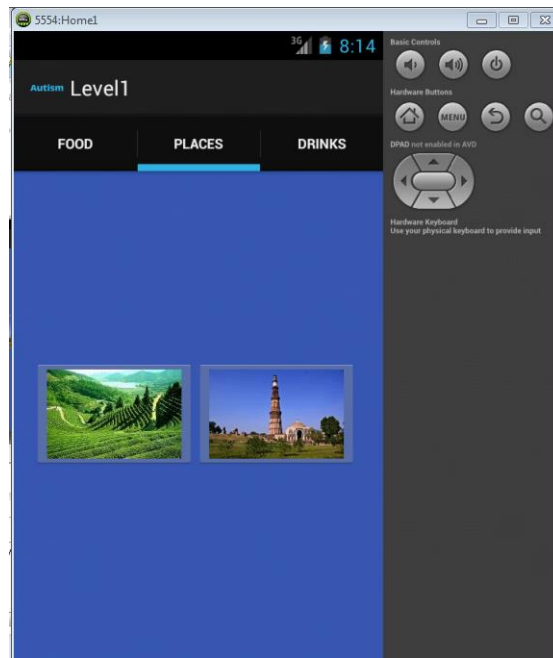 5554:Home1
3G 8:14
Autism Level1
FOOD PLACES DRINKS
Basic Controls
Hardware Buttons
MENU
DPAD not enabled in AVD
Hardware Keyboard
Use your physical keyboard to provide input